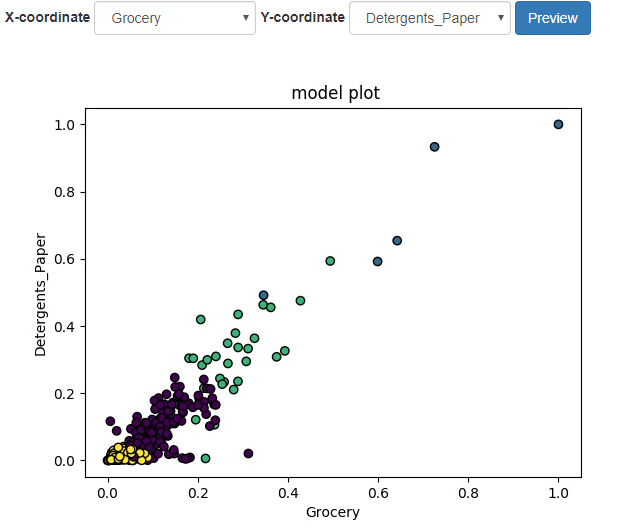 X-coordinate Grocery Y-coordinate Detergents_Paper Preview
model plot
1.0
0.8
0.6
0.4
0.2
0.0
Detergents_Paper
0.0 0.2 0.4 0.6 0.8 1.0
Grocery